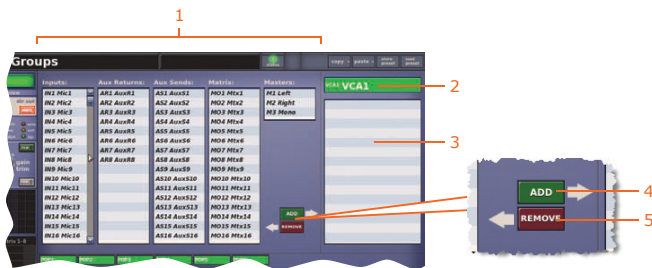 1
Groups
copy
paste
store preset
load preset
Inputs:
Aux Returns:
Aux Sends:
Matrix:
Masters:
VCA1 VCA1
2
dir out
IN1 Mic1
IN2 Mic2
IN3 Mic3
IN4 Mic4
IN5 Mic5
IN6 Mic6
IN7 Mic7
IN8 Mic8
IN9 Mic9
IN10 Mic10
IN11 Mic11
IN12 Mic12
IN13 Mic13
IN14 Mic14
IN15 Mic15
IN16 Mic16
AR1 AuxR1
AR2 AuxR2
AR3 AuxR3
AR4 AuxR4
AR5 AuxR5
AR6 AuxR6
AR7 AuxR7
AR8 AuxR8
AS1 AuxS1
AS2 AuxS2
AS3 AuxS3
AS4 AuxS4
AS5 AuxS5
AS6 AuxS6
AS7 AuxS7
AS8 AuxS8
AS9 AuxS9
AS10 AuxS10
AS11 AuxS11
AS12 AuxS12
AS13 AuxS13
AS14 AuxS14
AS15 AuxS15
AS16 AuxS16
MO1 Mtx1
MO2 Mtx2
MO3 Mtx3
MO4 Mtx4
MO5 Mtx5
MO6 Mtx6
MO7 Mtx7
MO8 Mtx8
MO9 Mtx9
MO10 Mtx10
MO11 Mtx11
MO12 Mtx12
MO13 Mtx13
MO14 Mtx14
MO15 Mtx15
MO16 Mtx16
M1 Left
M2 Right
M3 Mono
3
gain
trim
ADD
REMOVE
ADD
4
REMOVE
5